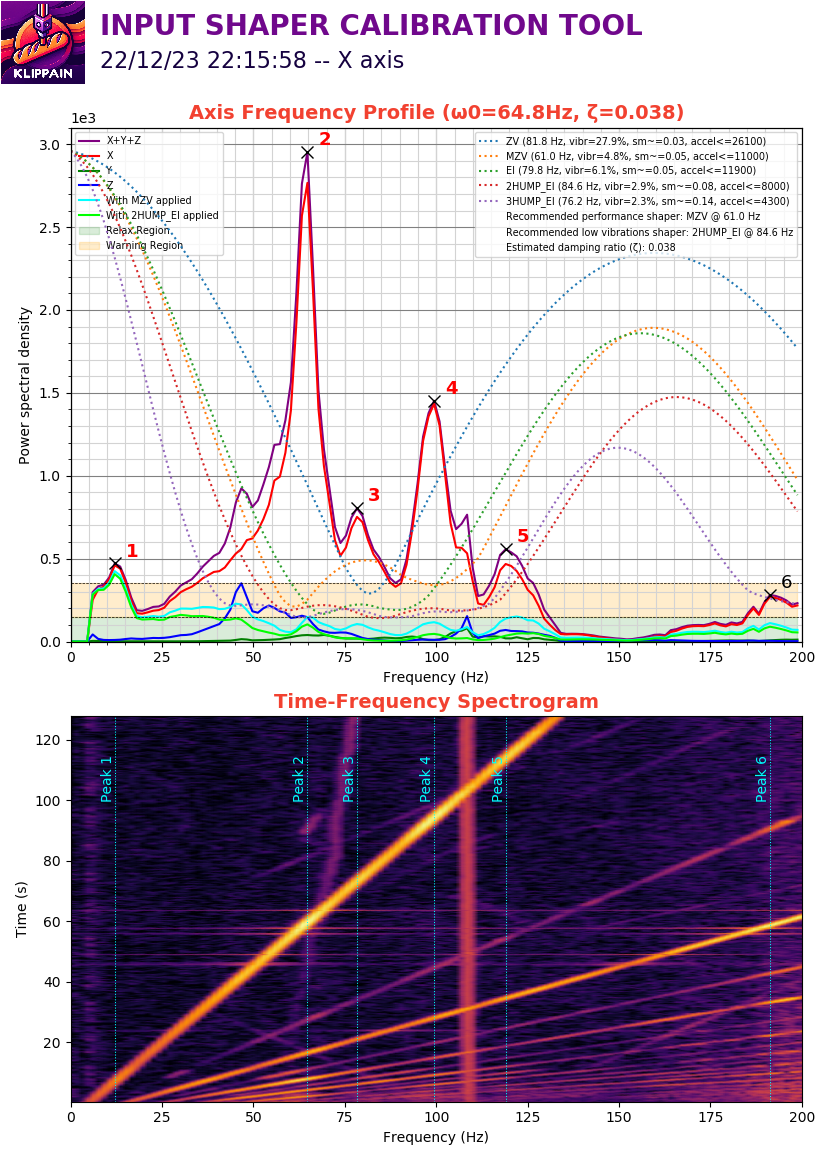 KLIPPAIN
INPUT SHAPER CALIBRATION TOOL
22/12/23 22:15:58 -- X axis
Axis Frequency Profile (ω0=64.8Hz, ζ=0.038)
1e3
X+Y+Z
X
Y
Z
With MZV applied
With 2HUMP_EI applied
Relax Region
Warning Region
ZV (81.8 Hz, vibr=27.9%, sm~=0.03, accel<=26100)
MZV (61.0 Hz, vibr=4.8%, sm~=0.05, accel<=11000)
EI (79.8 Hz, vibr=6.1%, sm~=0.05, accel<=11900)
2HUMP_EI (84.6 Hz, vibr=2.9%, sm~=0.08, accel<=8000)
3HUMP_EI (76.2 Hz, vibr=2.3%, sm~=0.14, accel<=4300)
Recommended performance shaper: MZV @ 61.0 Hz
Recommended low vibrations shaper: 2HUMP_EI @ 84.6 Hz
Estimated damping ratio (ζ): 0.038
1
2
3
4
5
6
Power spectral density
3.0
2.5
2.0
1.5
1.0
0.5
0.0
0 25 50 75 100 125 150 175 200
Frequency (Hz)
Time-Frequency Spectrogram
Peak 1
Peak 2
Peak 3
Peak 4
Peak 5
Peak 6
Time (s)
120
100
80
60
40
20
0 25 50 75 100 125 150 175 200
Frequency (Hz)